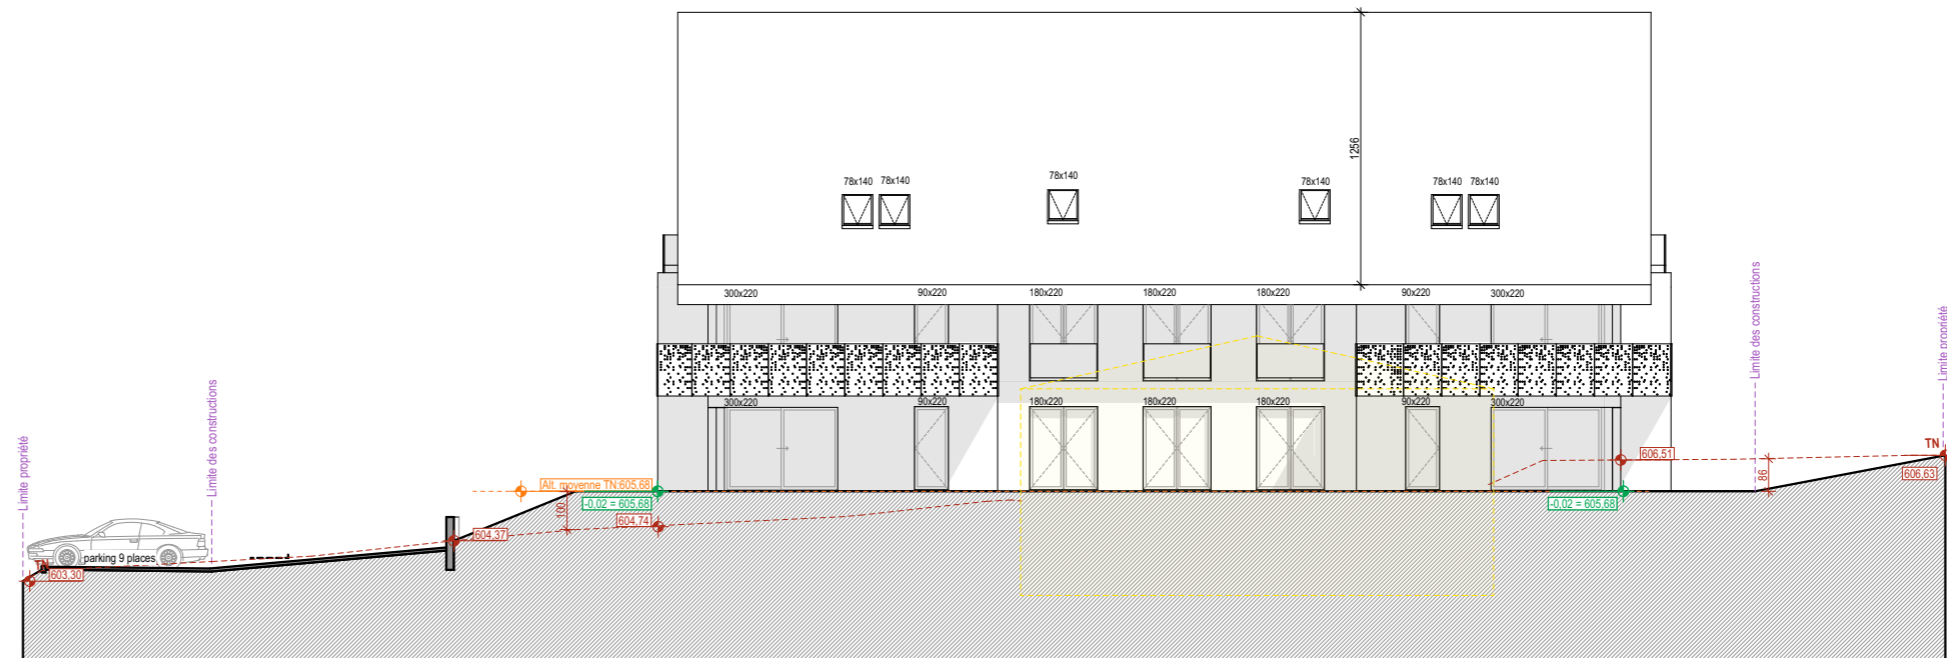 1256
78x140
78x140
78x140
78x140
78x140
78x140
300x220
90x220
180x220
180x220
180x220
90x220
300x220
300x220
90x220
180x220
180x220
180x220
90x220
300x220
Limite propriété
Limite des constructions
Limite des constructions
Limite propriété
Alt. moyenne TN:605,68
-0,02 = 605,68
100
604.74
604.37
parking 9 places
TN
603,30
606,51
86
TN
606,63
-0,02 = 605,68